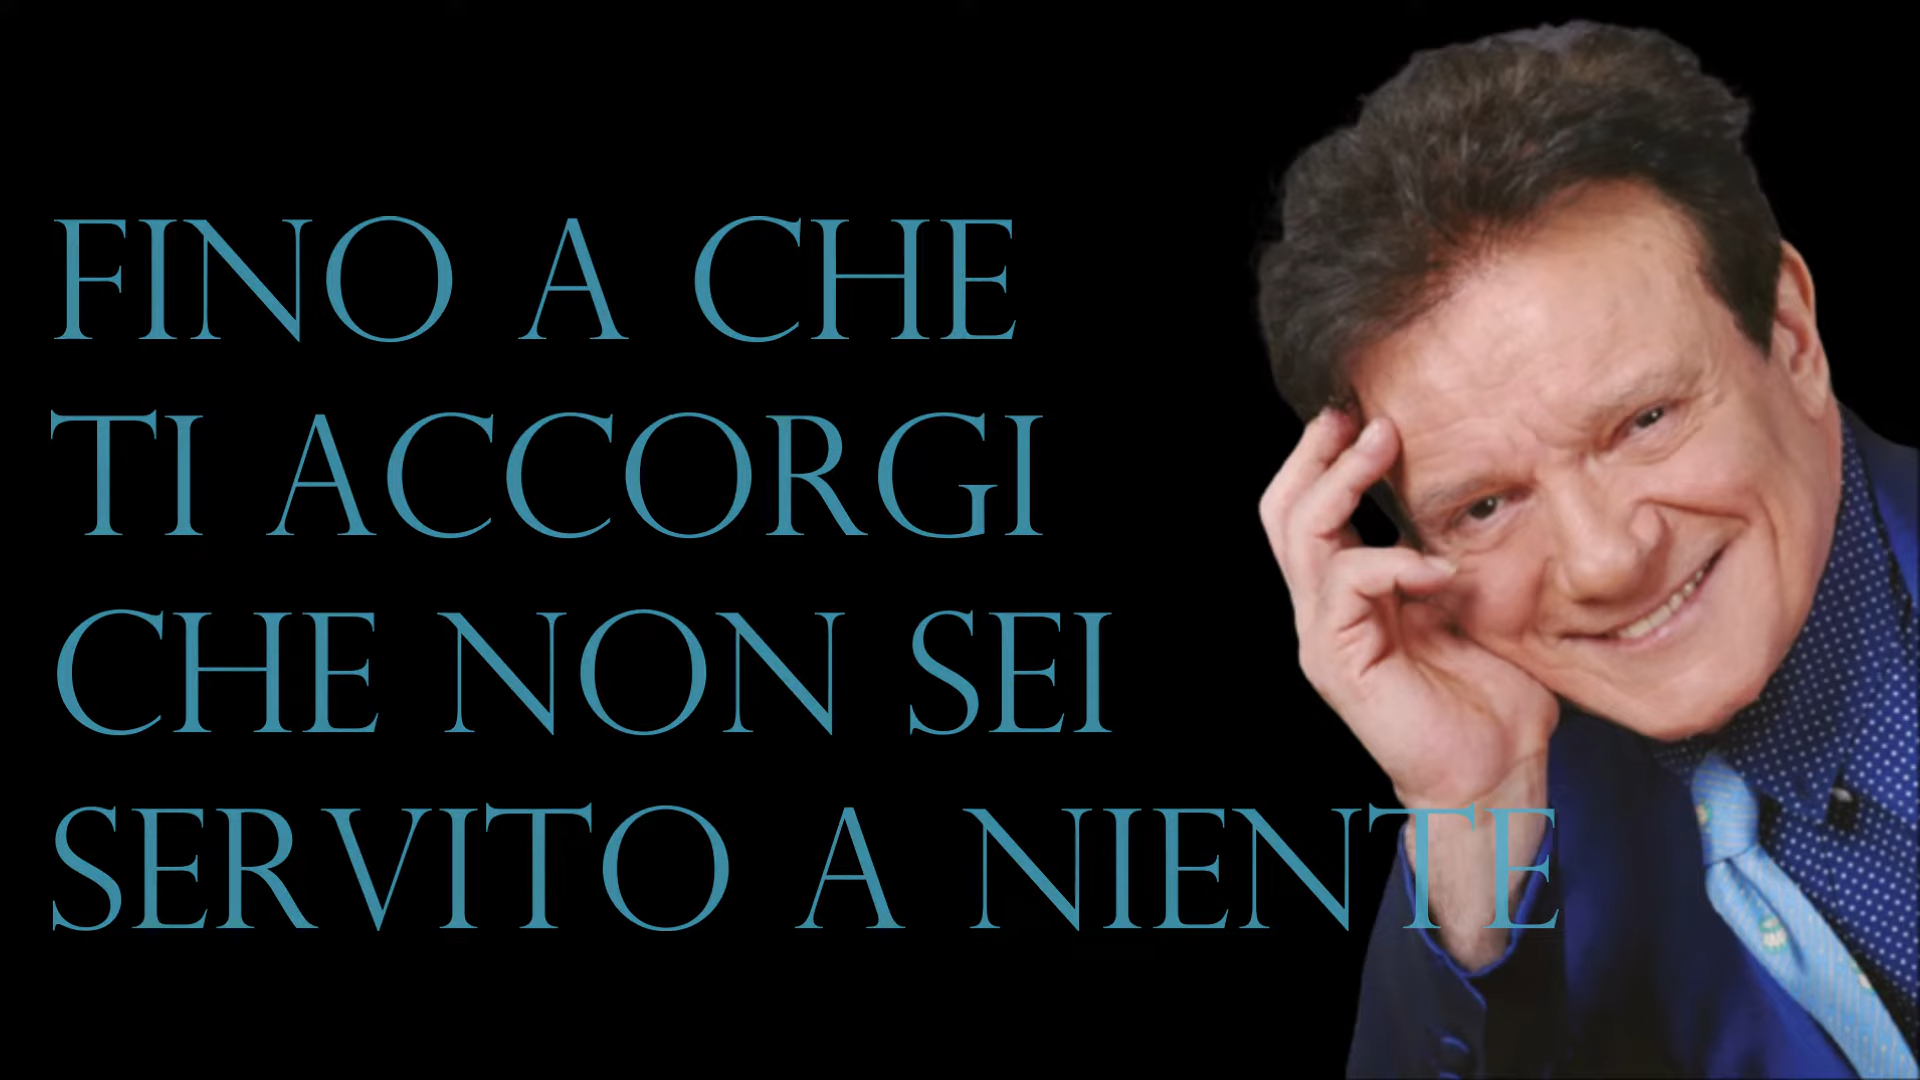 FINO A CHE
TI ACCORGI
CHE NON SEI
SERVITO A NIENTE